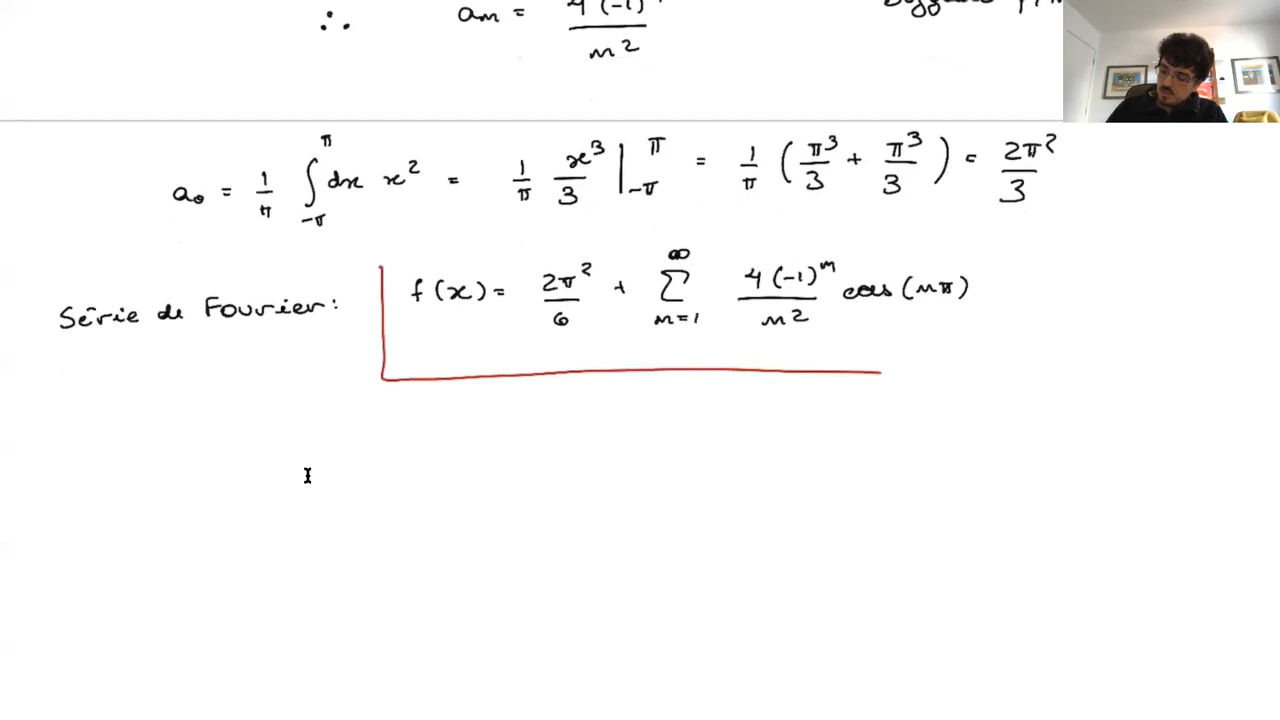 ∴ aₙ = 4(-1) / n²
a₀ = 1/π ∫_{-π}^{π} dx x² = 1/π x³/3 |_{-π}^{π} = 1/π (π³/3 + π³/3) = 2π²/3
Série de Fourier: f(x) = 2π²/6 + ∑_{n=1}^{∞} 4(-1)ⁿ/n² cos(nπ)